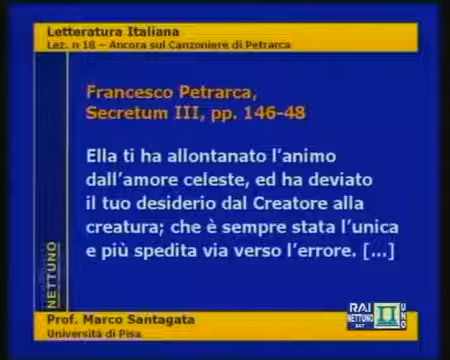 Letteratura Italiana
Lez. n 18 – Ancora sul Canzoniere di Petrarca
Francesco Petrarca,
Secretum III, pp. 146-48
Ella ti ha allontanato l'animo
dall'amore celeste, ed ha deviato
il tuo desiderio dal Creatore alla
creatura; che è sempre stata l'unica
e più spedita via verso l'errore. [...]
NETTUNO
RAI
NETTUNO
SAT
UNO
Prof. Marco Santagata
Università di Pisa